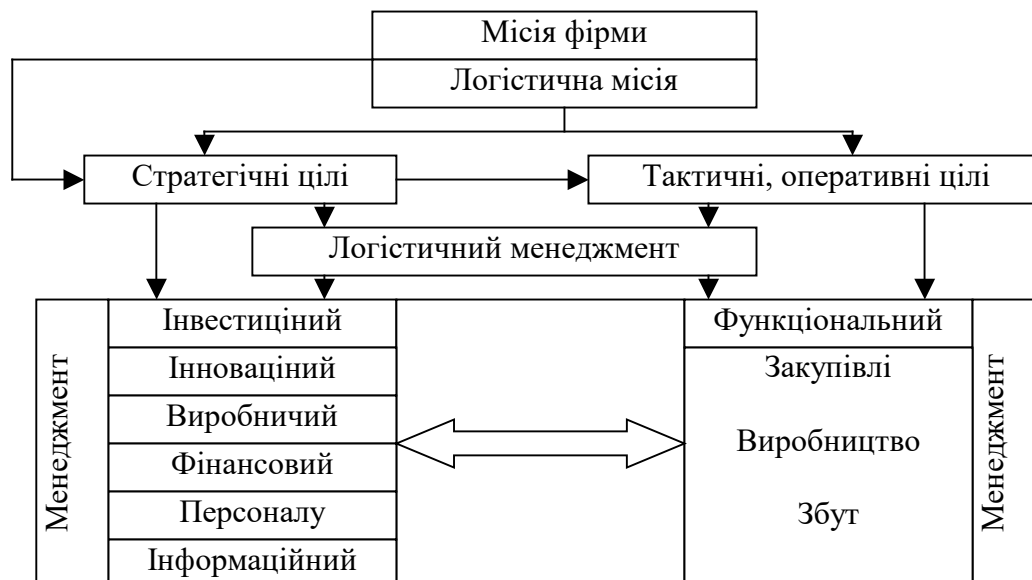 Місія фірми
Логістична місія
Стратегічні цілі
Тактичні, оперативні цілі
Логістичний менеджмент
Менеджмент
Інвестиціний
Інноваціний
Виробничий
Фінансовий
Персоналу
Інформаційний
Функціональний
Закупівлі
Виробництво
Збут
Менеджмент